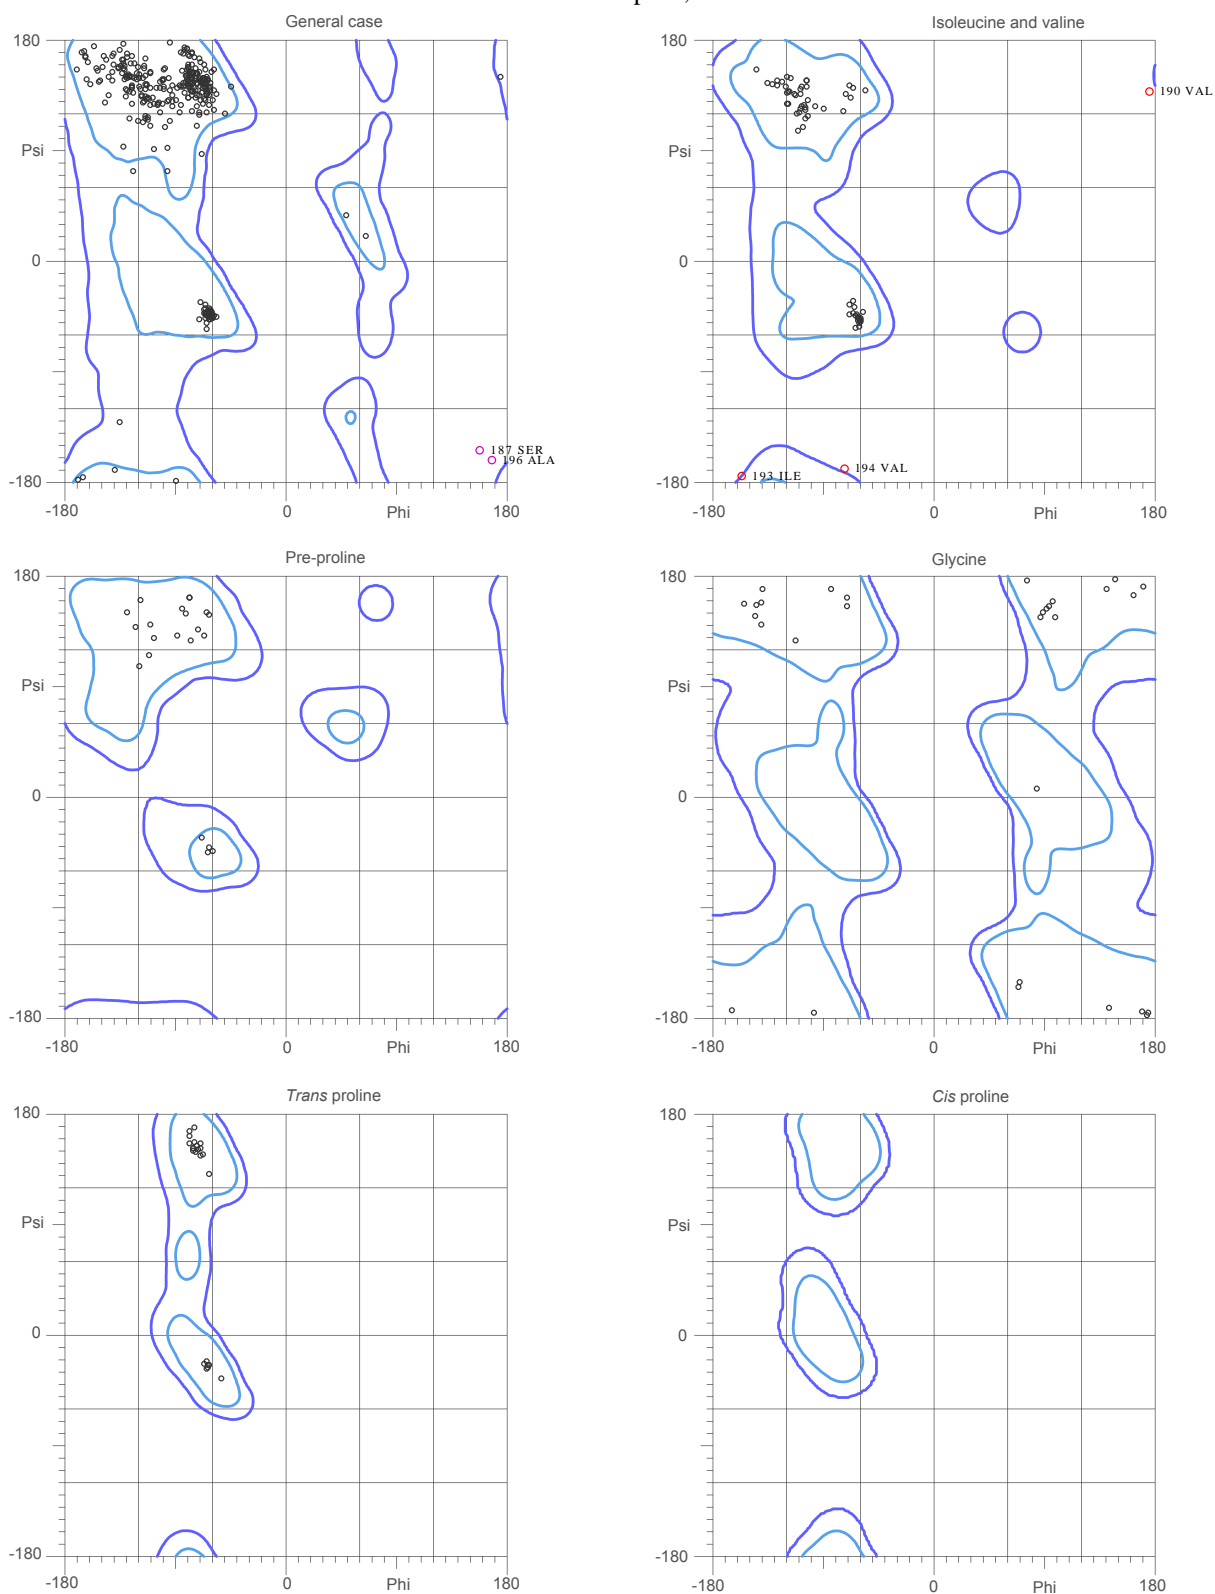 General case
Isoleucine and valine
180
180
190 VAL
Psi
Psi
0
0
187 SER
196 ALA
194 VAL
193 ILE
-180
-180
-180
0
Phi
180
-180
0
Phi
180
Pre-proline
Glycine
180
180
Psi
Psi
0
0
-180
-180
-180
0
Phi
180
-180
0
Phi
180
Trans proline
Cis proline
180
180
Psi
Psi
0
0
-180
-180
-180
0
Phi
180
-180
0
Phi
180